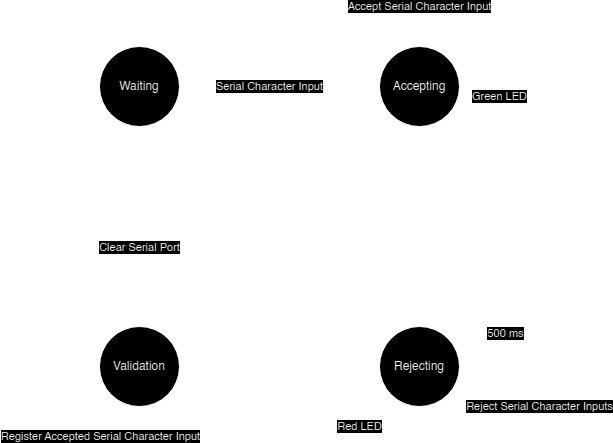 Accept Serial Character Input
Waiting
Serial Character Input
Accepting
Green LED
Clear Serial Port
500 ms
Validation
Rejecting
Reject Serial Character Inputs
Red LED
Register Accepted Serial Character Input